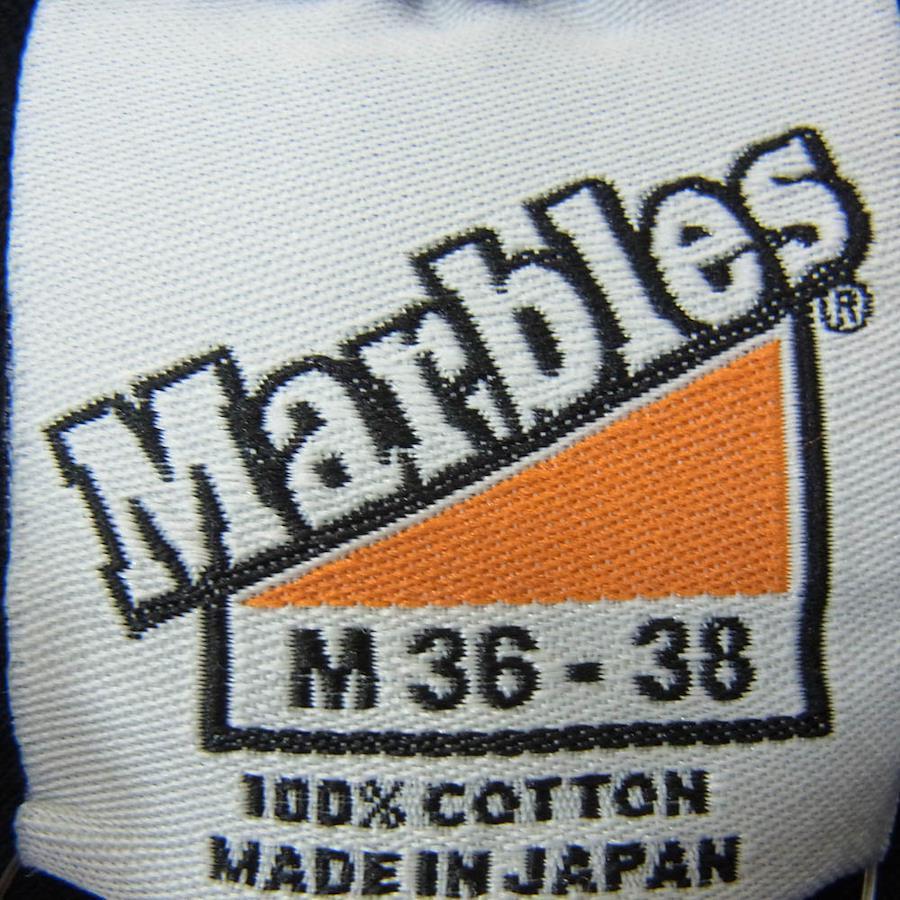 Marbles®
M 36 - 38
100% COTTON
MADE IN JAPAN